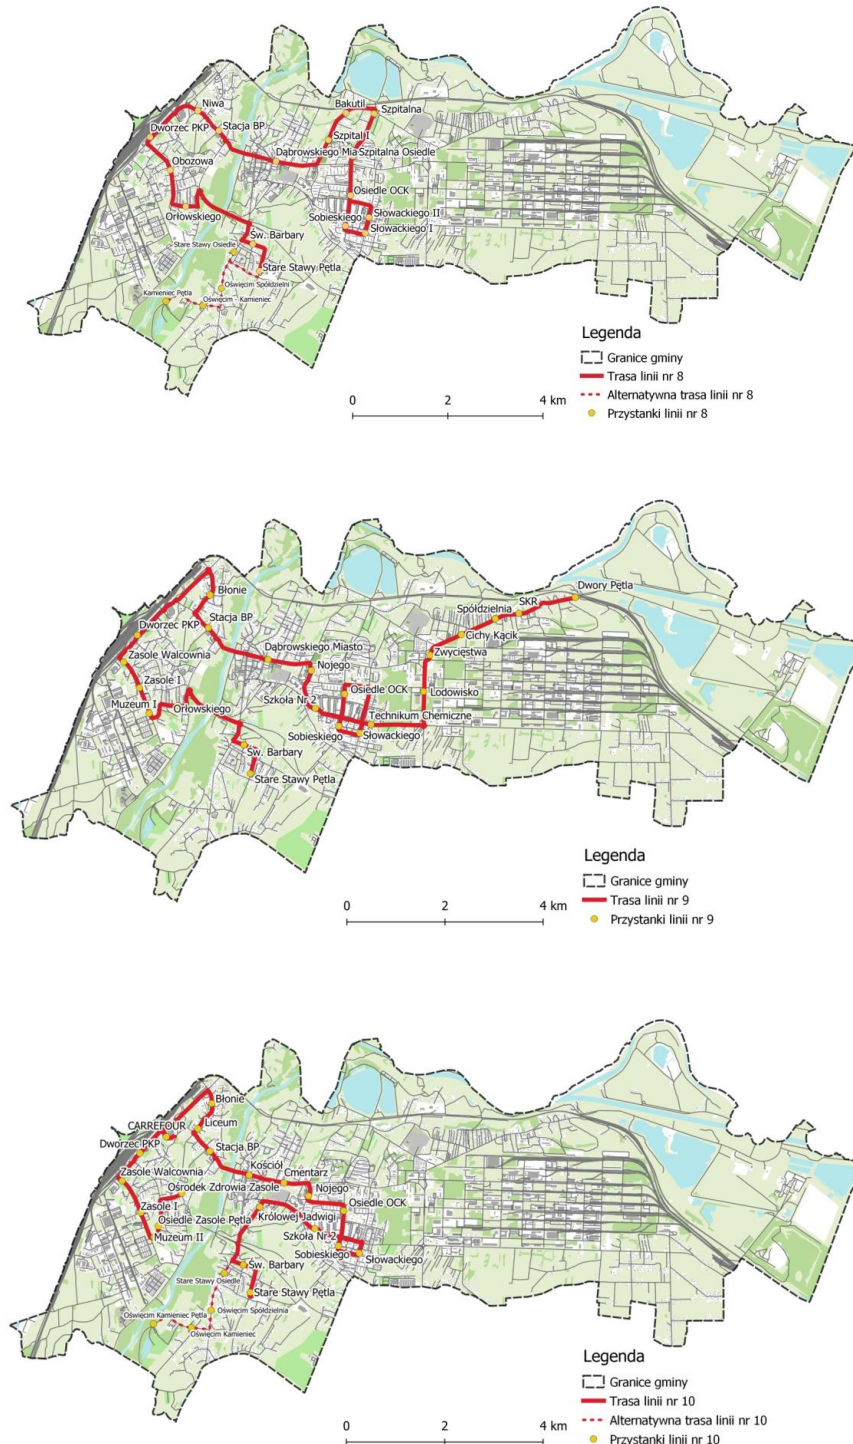 Niwa
Bakutil
Szpitalna
Dworzec PKP
Stacja BP
Szpital I
Dąbrowskiego Mia
Szpitalna Osiedle
Obozowa
Osiedle OCK
Orłowskiego
Sobieskiego
Słowackiego II
Słowackiego I
Św. Barbary
Stare Stawy Osiedle
Stare Stawy Pętla
Oświęcim Spółdzielni
Kamieniec Pętla
Oświęcim - Kamieniec
Legenda
Granice gminy
Trasa linii nr 8
Alternatywna trasa linii nr 8
Przystanki linii nr 8
0 2 4 km
Dwory Pętla
Błonie
SKR
Spółdzielnia
Stacja BP
Dworzec PKP
Cichy Kącik
Dąbrowskiego Miasto
Zwycięstwa
Zasole Walcownia
Nojego
Zasole I
Osiedle OCK
Lodowisko
Muzeum I
Orłowskiego
Szkoła Nr 2
Technikum Chemiczne
Sobieskiego
Słowackiego
Św. Barbary
Stare Stawy Pętla
Legenda
Granice gminy
Trasa linii nr 9
Przystanki linii nr 9
0 2 4 km
Błonie
CARREFOUR
Liceum
Dworzec PKP
Stacja BP
Zasole Walcownia
Kościół
Cmentarz
Ośrodek Zdrowia Zasole
Nojego
Zasole I
Osiedle OCK
Osiedle Zasole Pętla
Królowej Jadwigi
Muzeum II
Szkoła Nr 2
Sobieskiego
Słowackiego
Św. Barbary
Stare Stawy Osiedle
Stare Stawy Pętla
Oświęcim Kamieniec Pętla
Oświęcim Spółdzielnia
Oświęcim Kamieniec
Legenda
Granice gminy
Trasa linii nr 10
Alternatywna trasa linii nr 10
Przystanki linii nr 10
0 2 4 km